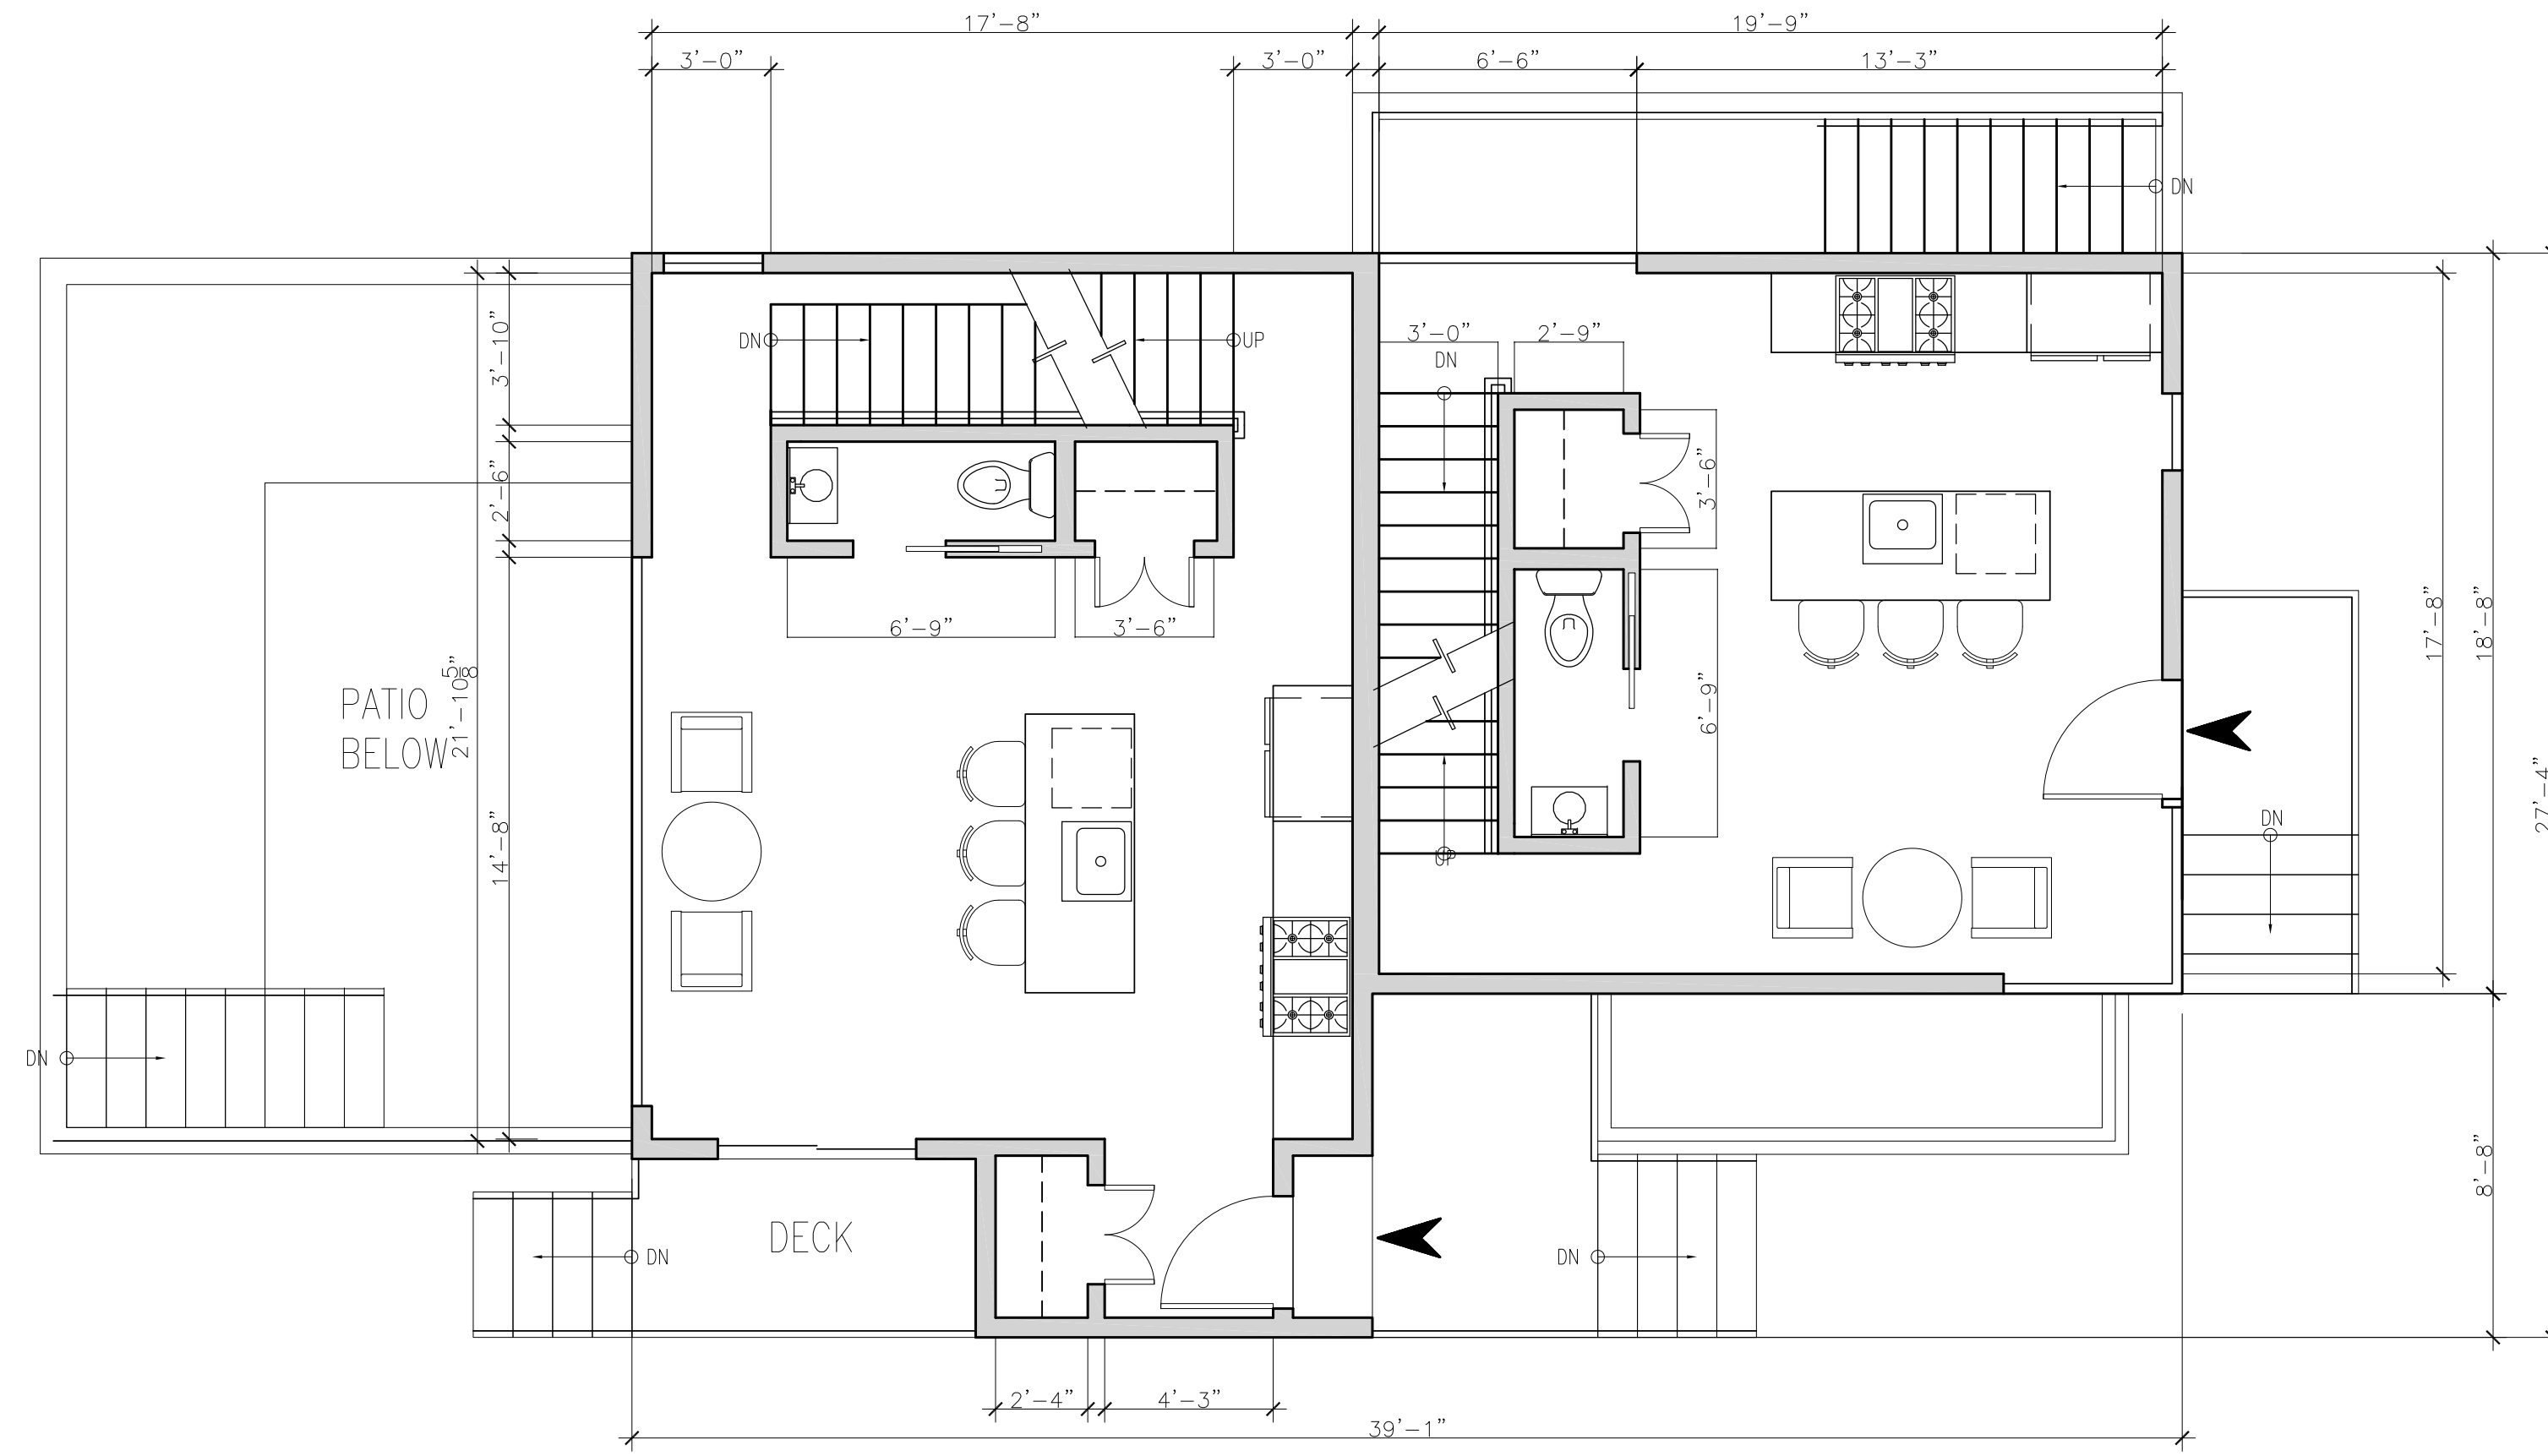 17'-8"
19'-9"
3'-0"
3'-0"
6'-6"
13'-3"
DN
DN
UP
3'-0"
DN
2'-9"
3'-10"
2'-6"
3'-6"
6'-9"
3'-6"
17'-8"
18'-8"
PATIO
BELOW
21'-10 5/8"
6'-9"
27'-4"
14'-8"
UP
DN
DN
8'-8"
DECK
DN
DN
2'-4"
4'-3"
39'-1"